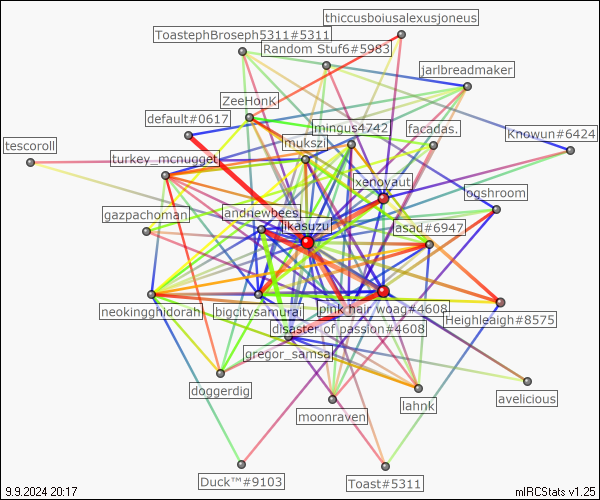 thiccusboiusalexusjoneus
ToastephBroseph5311#5311
Random Stuf6#5983
jarlbreadmaker
ZeeHonK
default#0617
mingus4742
facadas.
Knowun#6424
tescoroll
mukszi
turkey_mcnugget
xenoyaut
ogshroom
gazpachoman
andnewbees
likasuzu
asad#6947
neokingghidorah
bigcitysamurai
pink hair woag#4608
Heighleaigh#8575
disaster of passion#4608
gregor_samsa
doggerdig
moonraven
lahnk
avelicious
Duck™#9103
Toast#5311
9.9.2024 20:17
mIRCStats v1.25